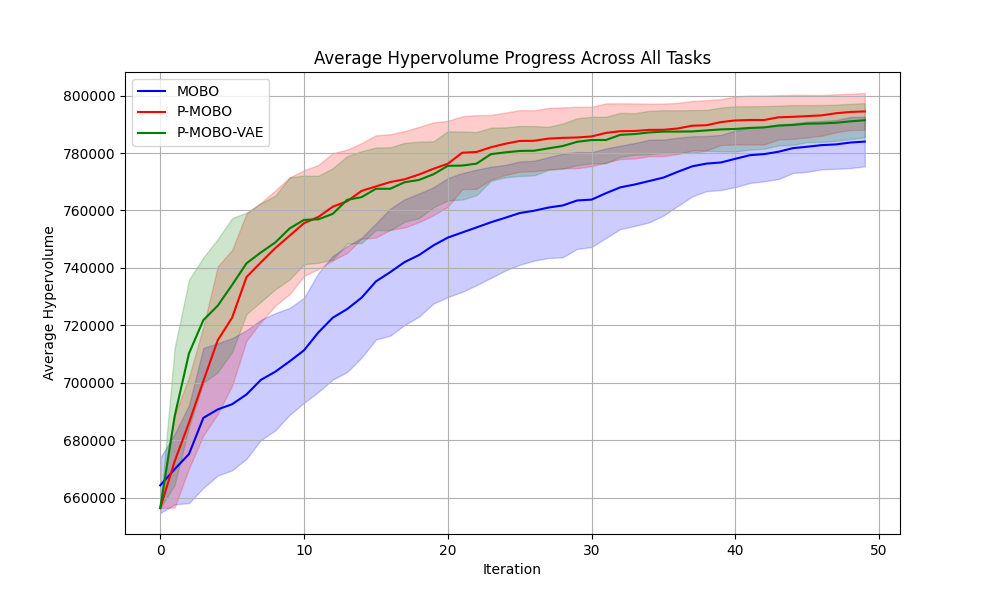 Average Hypervolume Progress Across All Tasks
MOBO
P-MOBO
P-MOBO-VAE
800000
780000
760000
740000
720000
700000
680000
660000
Average Hypervolume
0 10 20 30 40 50
Iteration